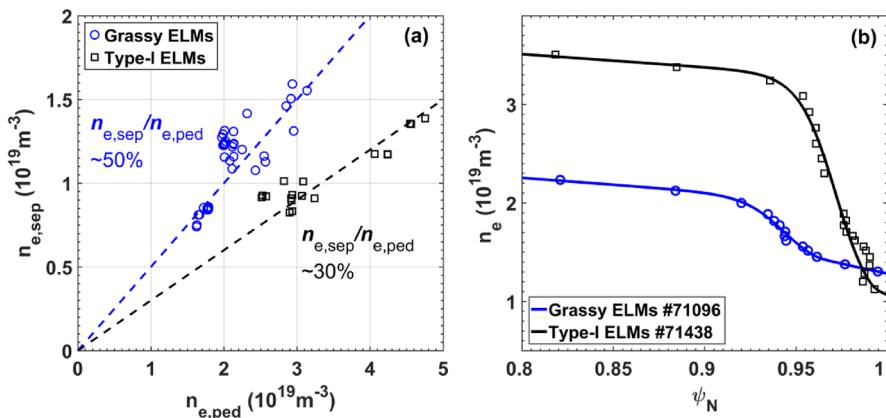 (a)
Grassy ELMs
Type-I ELMs
n_e,sep (10^19 m^-3)
2
1.5
1
0.5
0
n_e,sep/n_e,ped
~50%
n_e,sep/n_e,ped
~30%
0 1 2 3 4 5
n_e,ped (10^19 m^-3)
(b)
n_e (10^19 m^-3)
3
2
1
Grassy ELMs #71096
Type-I ELMs #71438
0.8 0.85 0.9 0.95 1
ψ_N